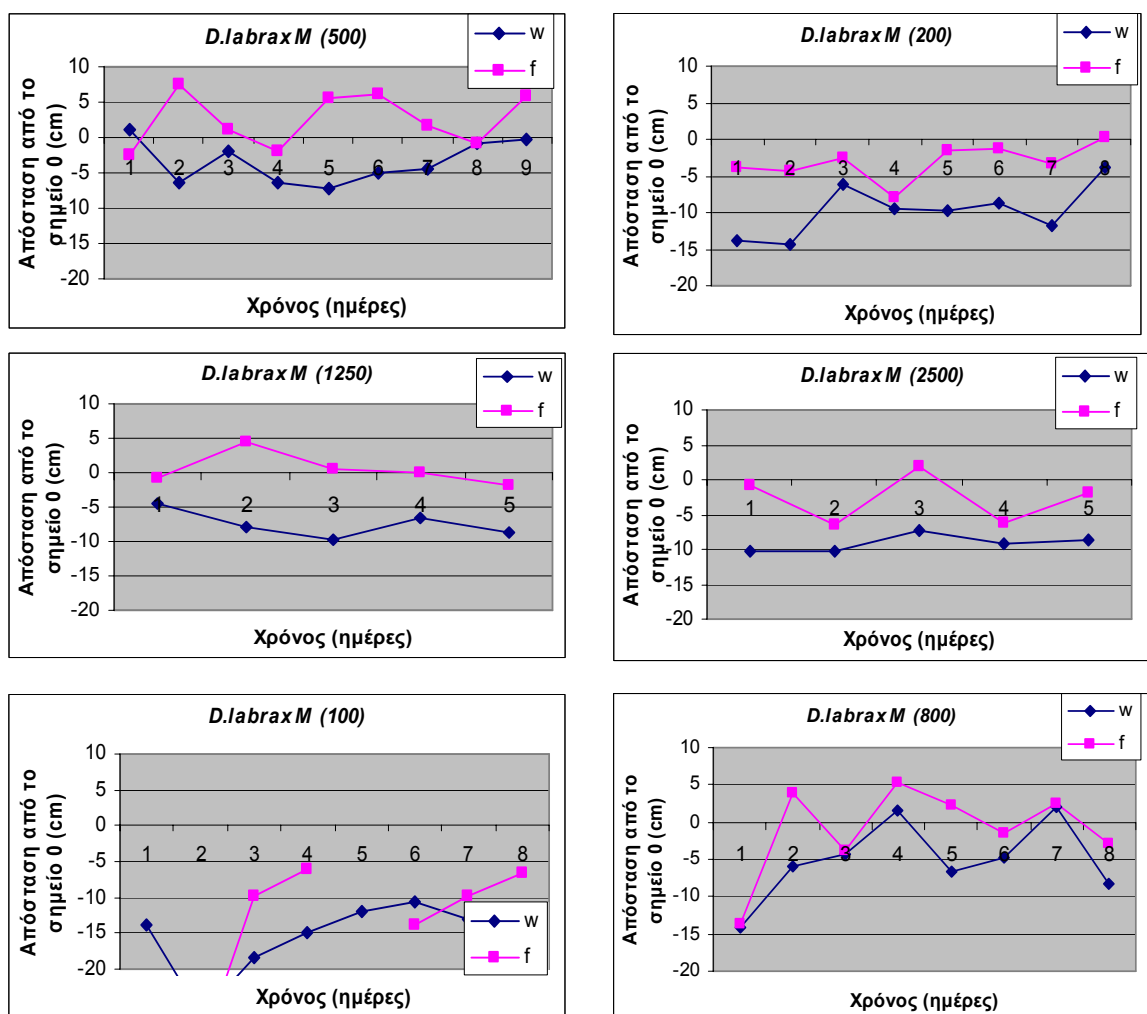 D.labrax M (500)
w
f
Απόσταση από το
σημείο 0 (cm)
10
5
0
-5
-10
-15
-20
1 2 3 4 5 6 7 8 9
Χρόνος (ημέρες)
D.labrax M (200)
w
f
Απόσταση από το
σημείο 0 (cm)
10
5
0
-5
-10
-15
-20
1 2 3 4 5 6 7 8
Χρόνος (ημέρες)
D.labrax M (1250)
w
f
Απόσταση από το
σημείο 0 (cm)
10
5
0
-5
-10
-15
-20
1 2 3 4 5
Χρόνος (ημέρες)
D.labrax M (2500)
w
f
Απόσταση από το
σημείο 0 (cm)
10
5
0
-5
-10
-15
-20
1 2 3 4 5
Χρόνος (ημέρες)
D.labrax M (100)
w
f
Απόσταση από το
σημείο 0 (cm)
10
5
0
-5
-10
-15
-20
1 2 3 4 5 6 7 8
Χρόνος (ημέρες)
D.labrax M (800)
w
f
Απόσταση από το
σημείο 0 (cm)
10
5
0
-5
-10
-15
-20
1 2 3 4 5 6 7 8
Χρόνος (ημέρες)